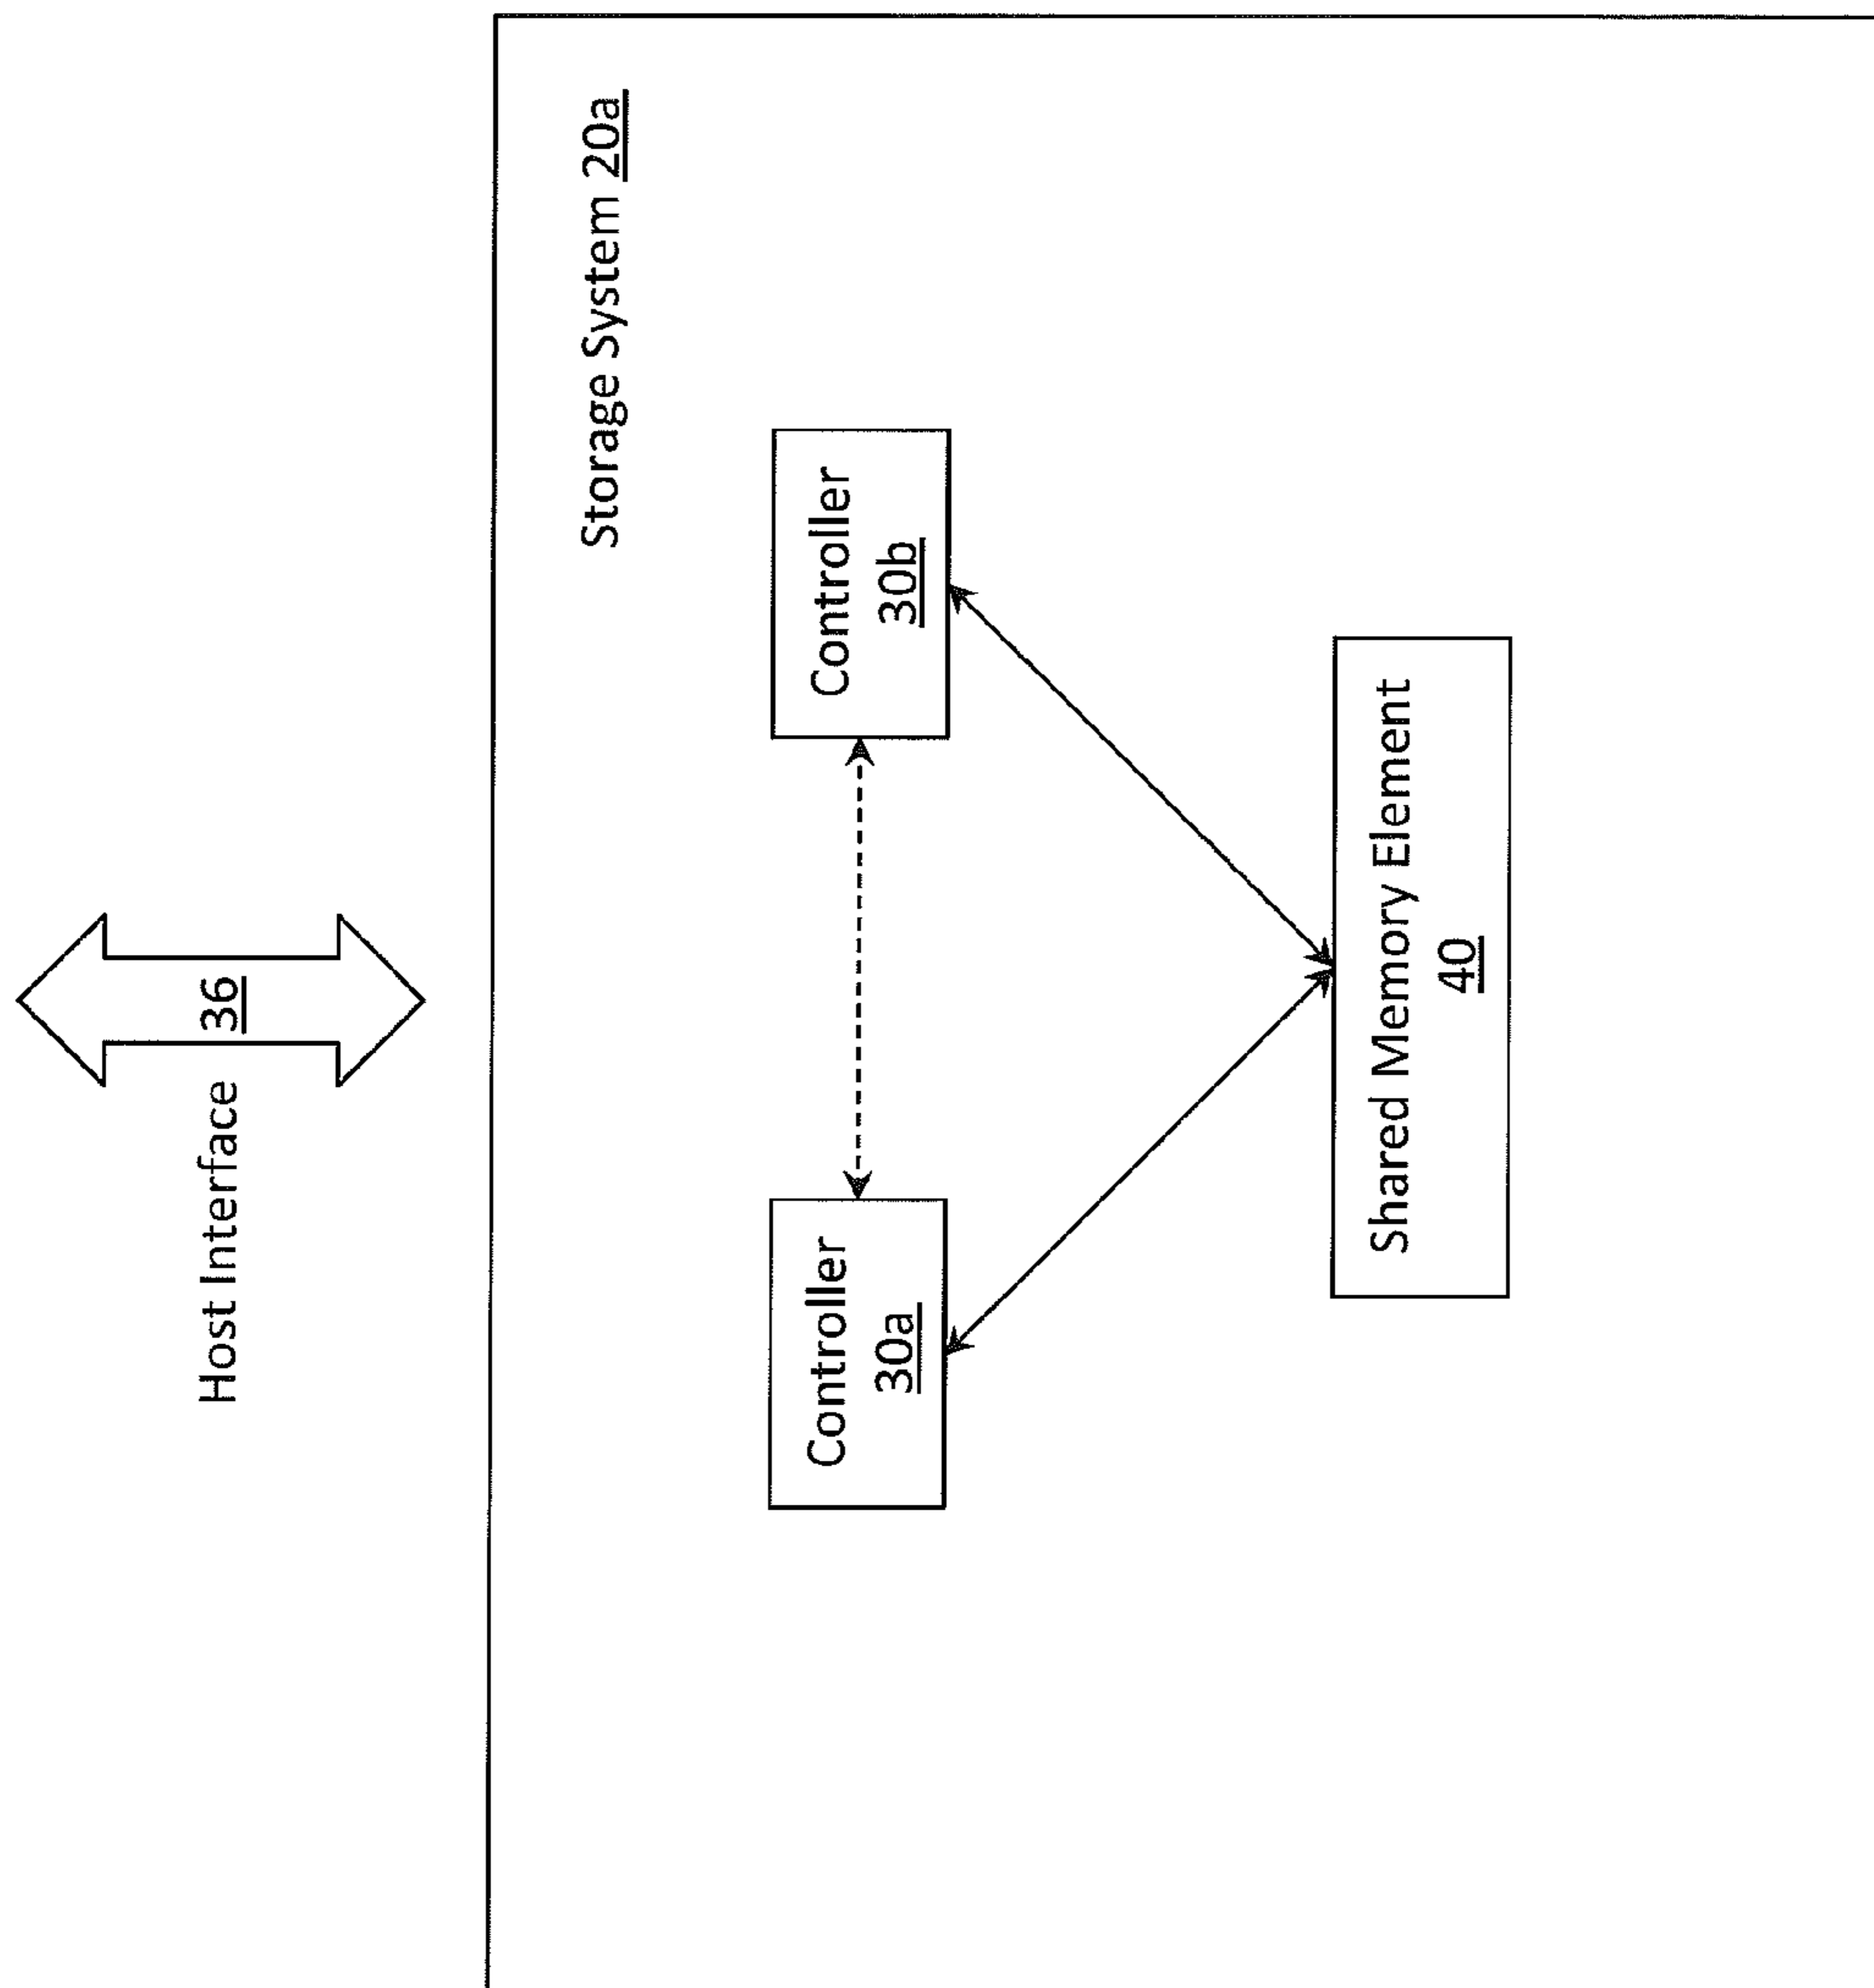 Host Interface
36
Storage System 20a
Controller
30a
Controller
30b
Shared Memory Element
40